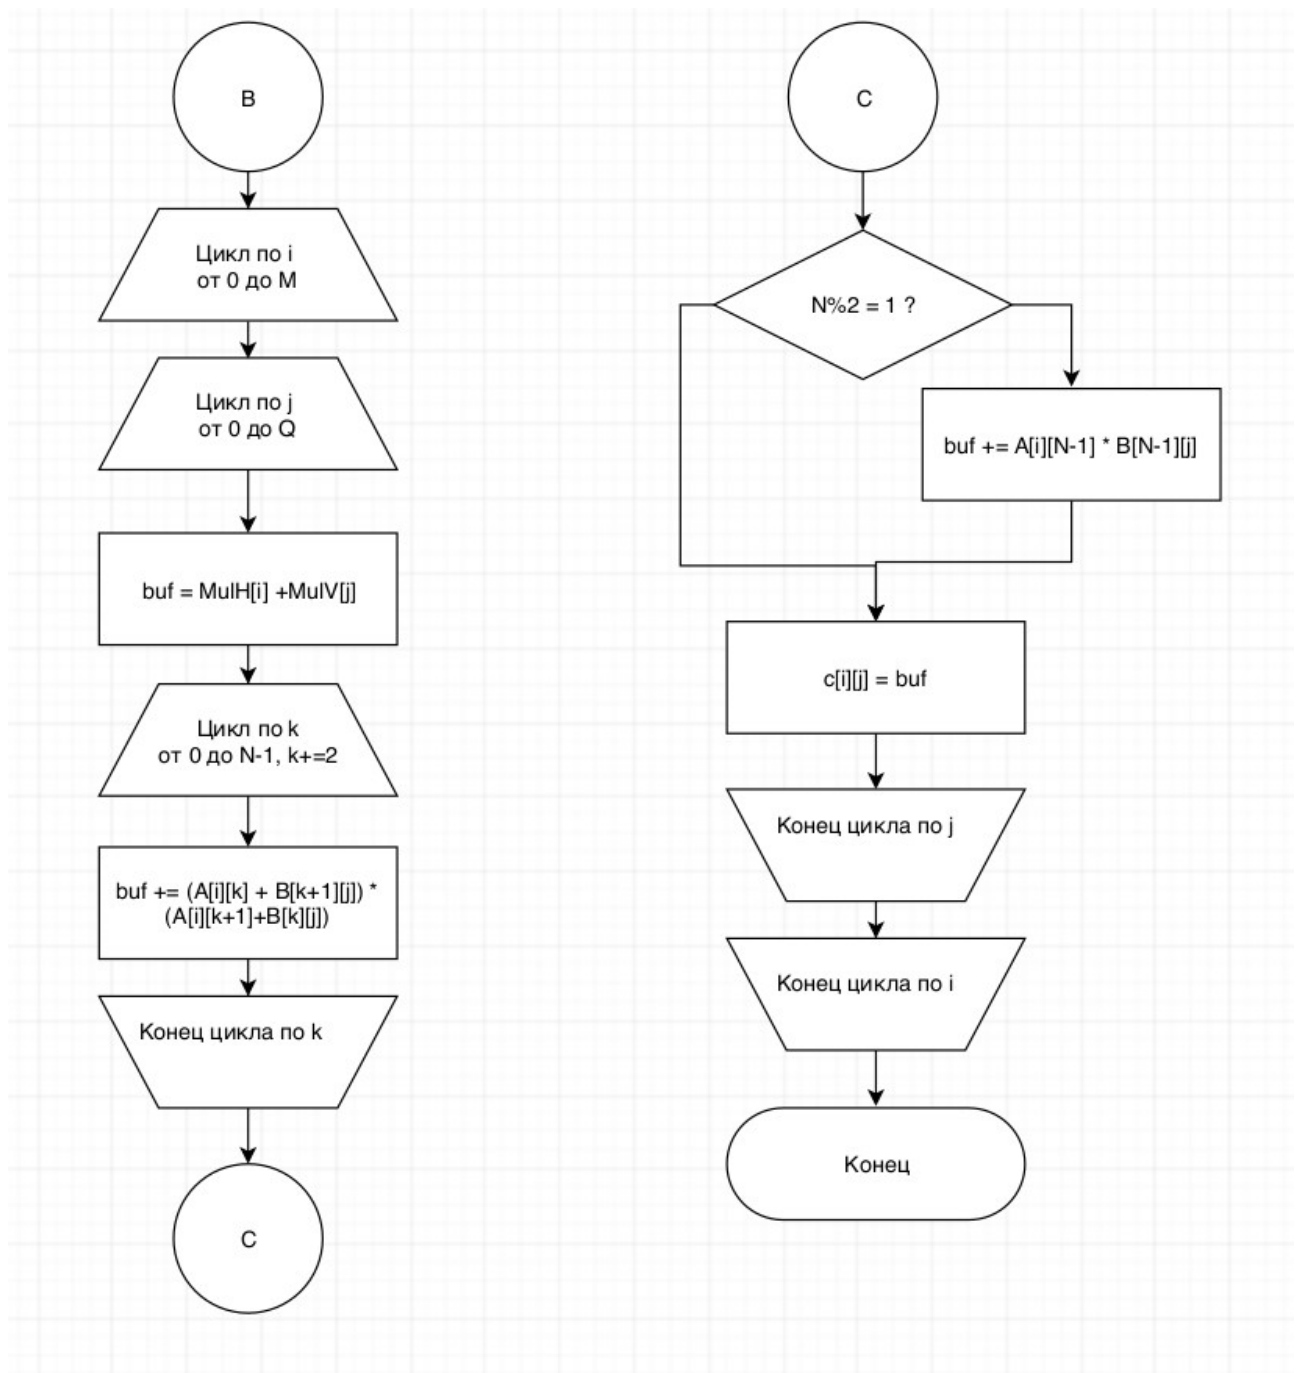 B
Цикл по i
от 0 до M
Цикл по j
от 0 до Q
buf = MulH[i] +MulV[j]
Цикл по k
от 0 до N-1, k+=2
buf += (A[i][k] + B[k+1][j]) *
(A[i][k+1]+B[k][j])
Конец цикла по k
C
C
N%2 = 1 ?
buf += A[i][N-1] * B[N-1][j]
c[i][j] = buf
Конец цикла по j
Конец цикла по i
Конец